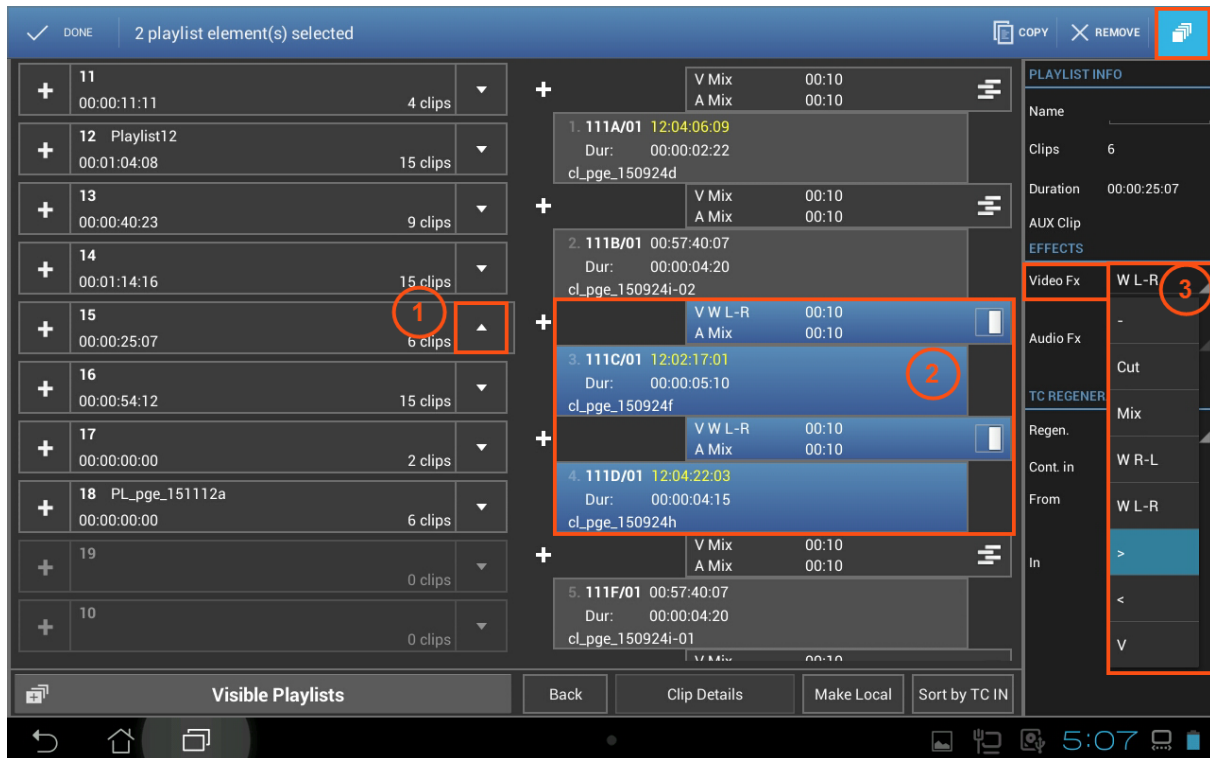 DONE 2 playlist element(s) selected COPY REMOVE
11
00:00:11:11 4 clips
12 Playlist12
00:01:04:08 15 clips
13
00:00:40:23 9 clips
14
00:01:14:16 15 clips
15
00:00:25:07 6 clips
1
16
00:00:54:12 15 clips
17
00:00:00:00 2 clips
18 PL_pge_151112a
00:00:00:00 6 clips
19
0 clips
10
0 clips
V Mix 00:10
A Mix 00:10
1. 111A/01 12:04:06:09
Dur: 00:00:02:22
cl_pge_150924d
V Mix 00:10
A Mix 00:10
2. 111B/01 00:57:40:07
Dur: 00:00:04:20
cl_pge_150924i-02
V W L-R 00:10
A Mix 00:10
3. 111C/01 12:02:17:01
Dur: 00:00:05:10
cl_pge_150924f
2
V W L-R 00:10
A Mix 00:10
4. 111D/01 12:04:22:03
Dur: 00:00:04:15
cl_pge_150924h
V Mix 00:10
A Mix 00:10
5. 111F/01 00:57:40:07
Dur: 00:00:04:20
cl_pge_150924i-01
V Mix 00:10
PLAYLIST INFO
Name
Clips 6
Duration 00:00:25:07
AUX Clip
EFFECTS
Video Fx W L-R
3
Audio Fx
TC REGENER
Regen.
Cont. in
From
In
-
Cut
Mix
W R-L
W L-R
>
<
V
Visible Playlists Back Clip Details Make Local Sort by TC IN
5:07